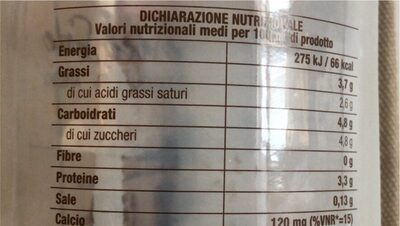 DICHIARAZIONE NUTRIZIONALE
Valori nutrizionali medi per 100ml di prodotto
Energia 275 kJ / 66 kcal
Grassi 3,7 g
di cui acidi grassi saturi 2,6 g
Carboidrati 4,8 g
di cui zuccheri 4,8 g
Fibre 0 g
Proteine 3,3 g
Sale 0,13 g
Calcio 120 mg (%VNR*=15)